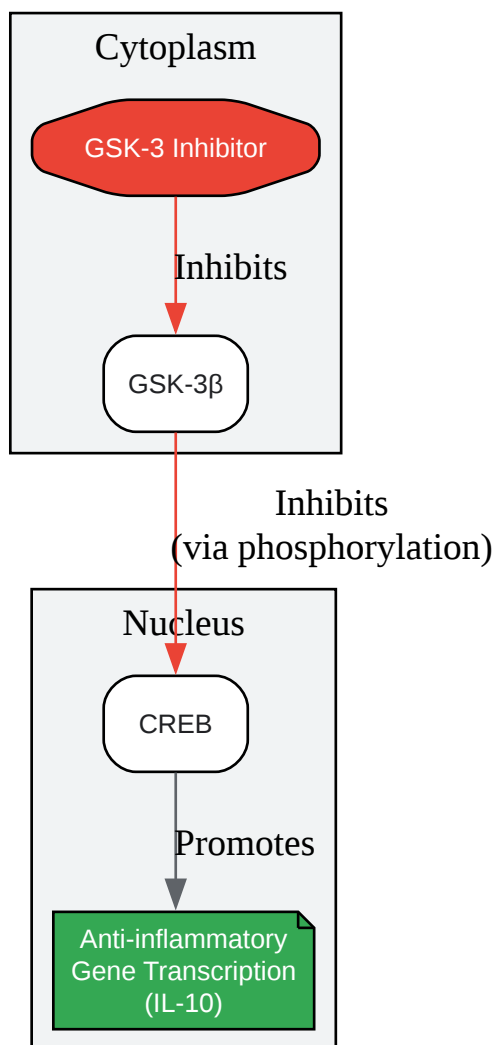 Cytoplasm
GSK-3 Inhibitor
Inhibits
GSK-3β
Inhibits
(via phosphorylation)
Nucleus
CREB
Promotes
Anti-inflammatory
Gene Transcription
(IL-10)